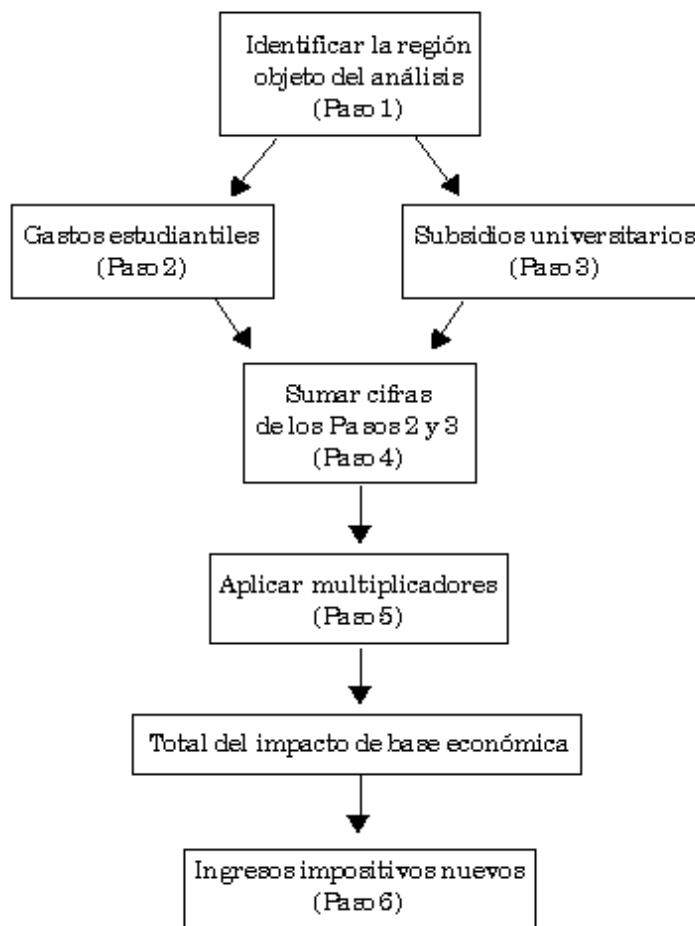 Identificar la región
objeto del análisis
(Paso 1)
Gastos estudiantiles
(Paso 2)
Subsidios universitarios
(Paso 3)
Sumar cifras
de los Pasos 2 y 3
(Paso 4)
Aplicar multiplicadores
(Paso 5)
Total del impacto de base económica
Ingresos impositivos nuevos
(Paso 6)